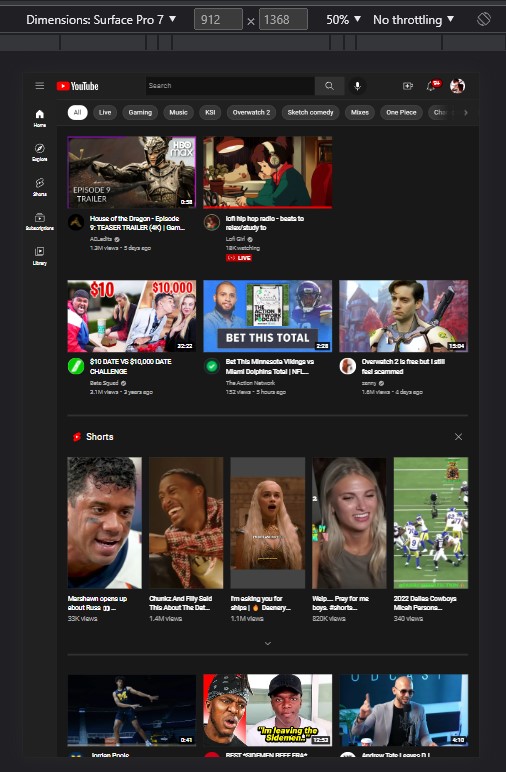 Dimensions: Surface Pro 7 ▼ 912 × 1368 50% ▼ No throttling ▼
YouTube Search 9+
All Live Gaming Music KSI Overwatch 2 Sketch comedy Mixes One Piece
Home
Explore
Shorts
Subscriptions
Library
HBO
max
EPISODE 9
TRAILER
0:58
House of the Dragon - Episode
9: TEASER TRAILER (4K) | Gam...
1.3M views • 5 days ago
lofi hip hop radio - beats to
relax/study to
Lofi Girl
18K watching
LIVE
$10 $10,000
22:22
$10 DATE VS $10,000 DATE
CHALLENGE
Beta Squad
3.1M views • 3 years ago
THE ACTION
NETWORK
PODCAST
BET THIS TOTAL
2:28
Bet This Minnesota Vikings vs
Miami Dolphins Total | NFL...
The Action Network
152 views • 5 hours ago
15:04
Overwatch 2 is free but I still
feel scammed
1.6M views • 4 days ago
Shorts
Marshawn opens up
about Russ
33K views
Chunkz And Filly Said
This About The Dat...
1.4M views
I'm asking you for
ships | 🔥 Daenery...
1.1M views
Welp.... Pray for me
boys. #shorts...
820K views
2022 Dallas Cowboys
Micah Parsons...
340 views
0:41
Jordan Poole
"Im leaving the
Sidemen.."
12:53
BEST "SIDEMEN BEEF ERA"
4:10
Andrew Tate Leaves DJ